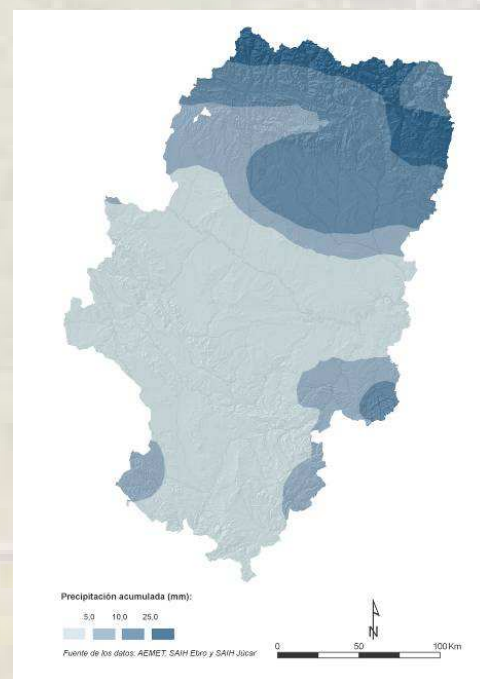 Precipitación acumulada (mm):
5,0 10,0 25,0
Fuente de los datos: AEMET, SAIH Ebro y SAIH Júcar
N
0 50 100 Km